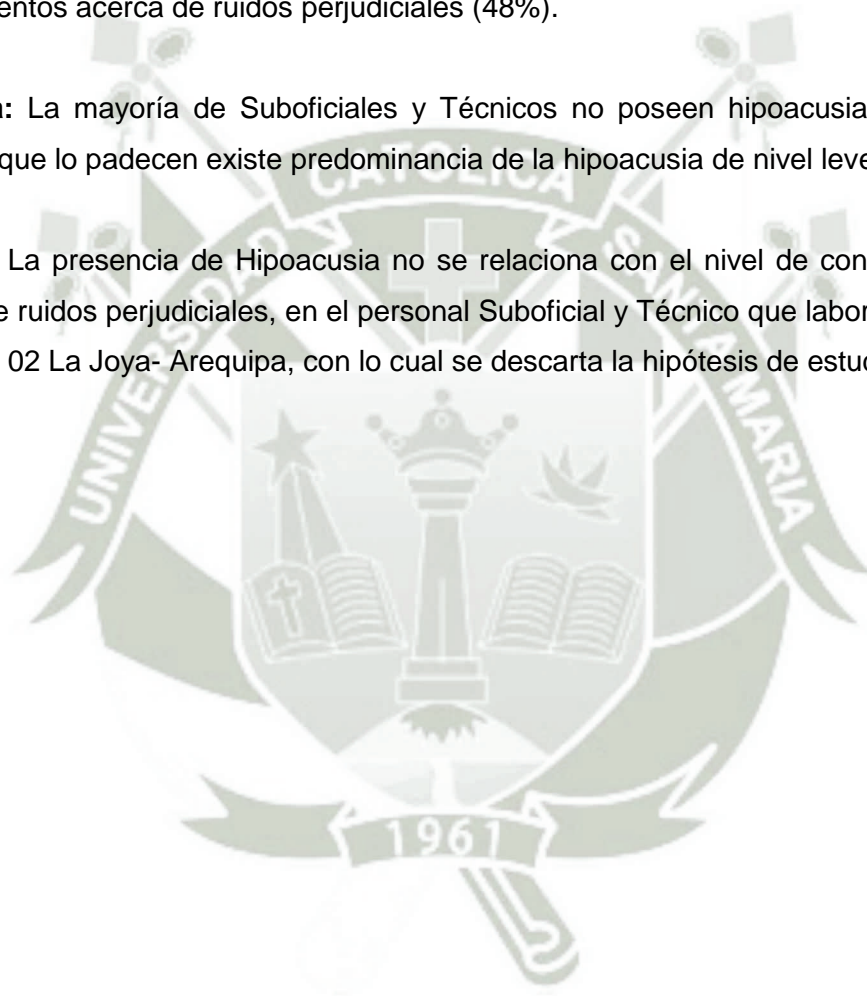 entos acerca de ruidos perjudiciales (48%).
: La mayoría de Suboficiales y Técnicos no poseen hipoacusia
que lo padecen existe predominancia de la hipoacusia de nivel leve
La presencia de Hipoacusia no se relaciona con el nivel de con
e ruidos perjudiciales, en el personal Suboficial y Técnico que labor
02 La Joya- Arequipa, con lo cual se descarta la hipótesis de estu
UNIVERSIDAD CATOLICA SANTA MARIA
1961